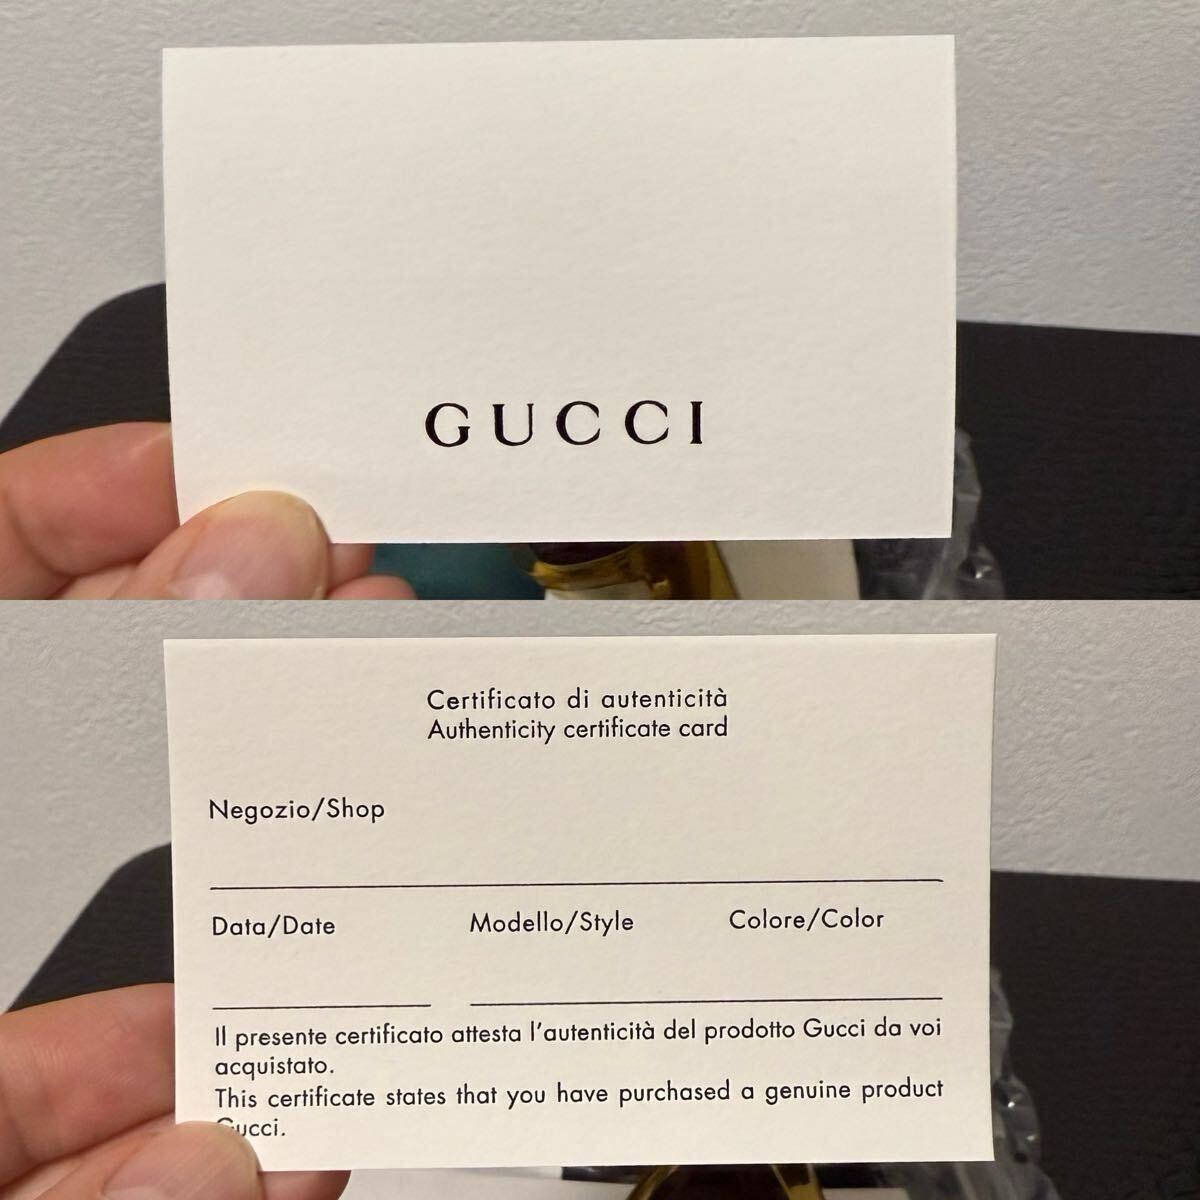 GUCCI
Certificato di autenticità
Authenticity certificate card
Negozio/Shop
Data/Date Modello/Style Colore/Color
Il presente certificato attesta l'autenticità del prodotto Gucci da voi
acquistato.
This certificate states that you have purchased a genuine product
Gucci.